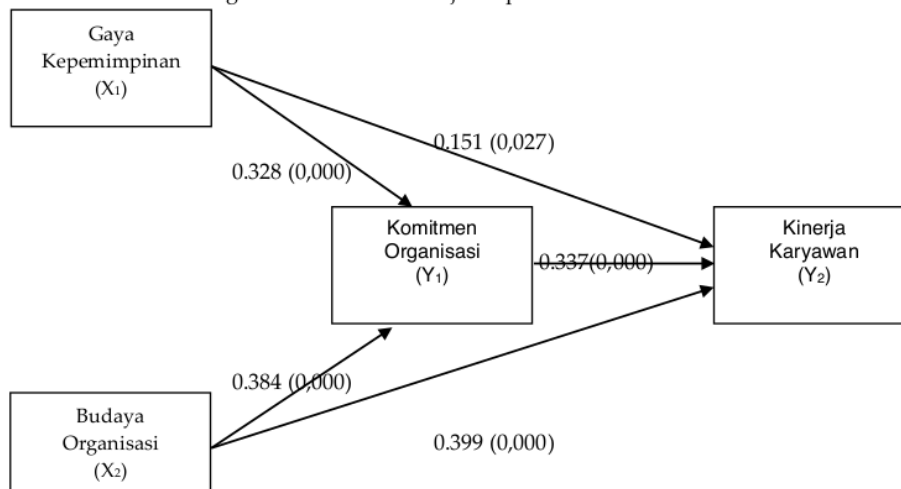 Gaya
Kepemimpinan
(X₁)
0.151 (0,027)
0.328 (0,000)
Komitmen
Organisasi
(Y₁)
0.337(0,000)
Kinerja
Karyawan
(Y₂)
0.384 (0,000)
Budaya
Organisasi
(X₂)
0.399 (0,000)